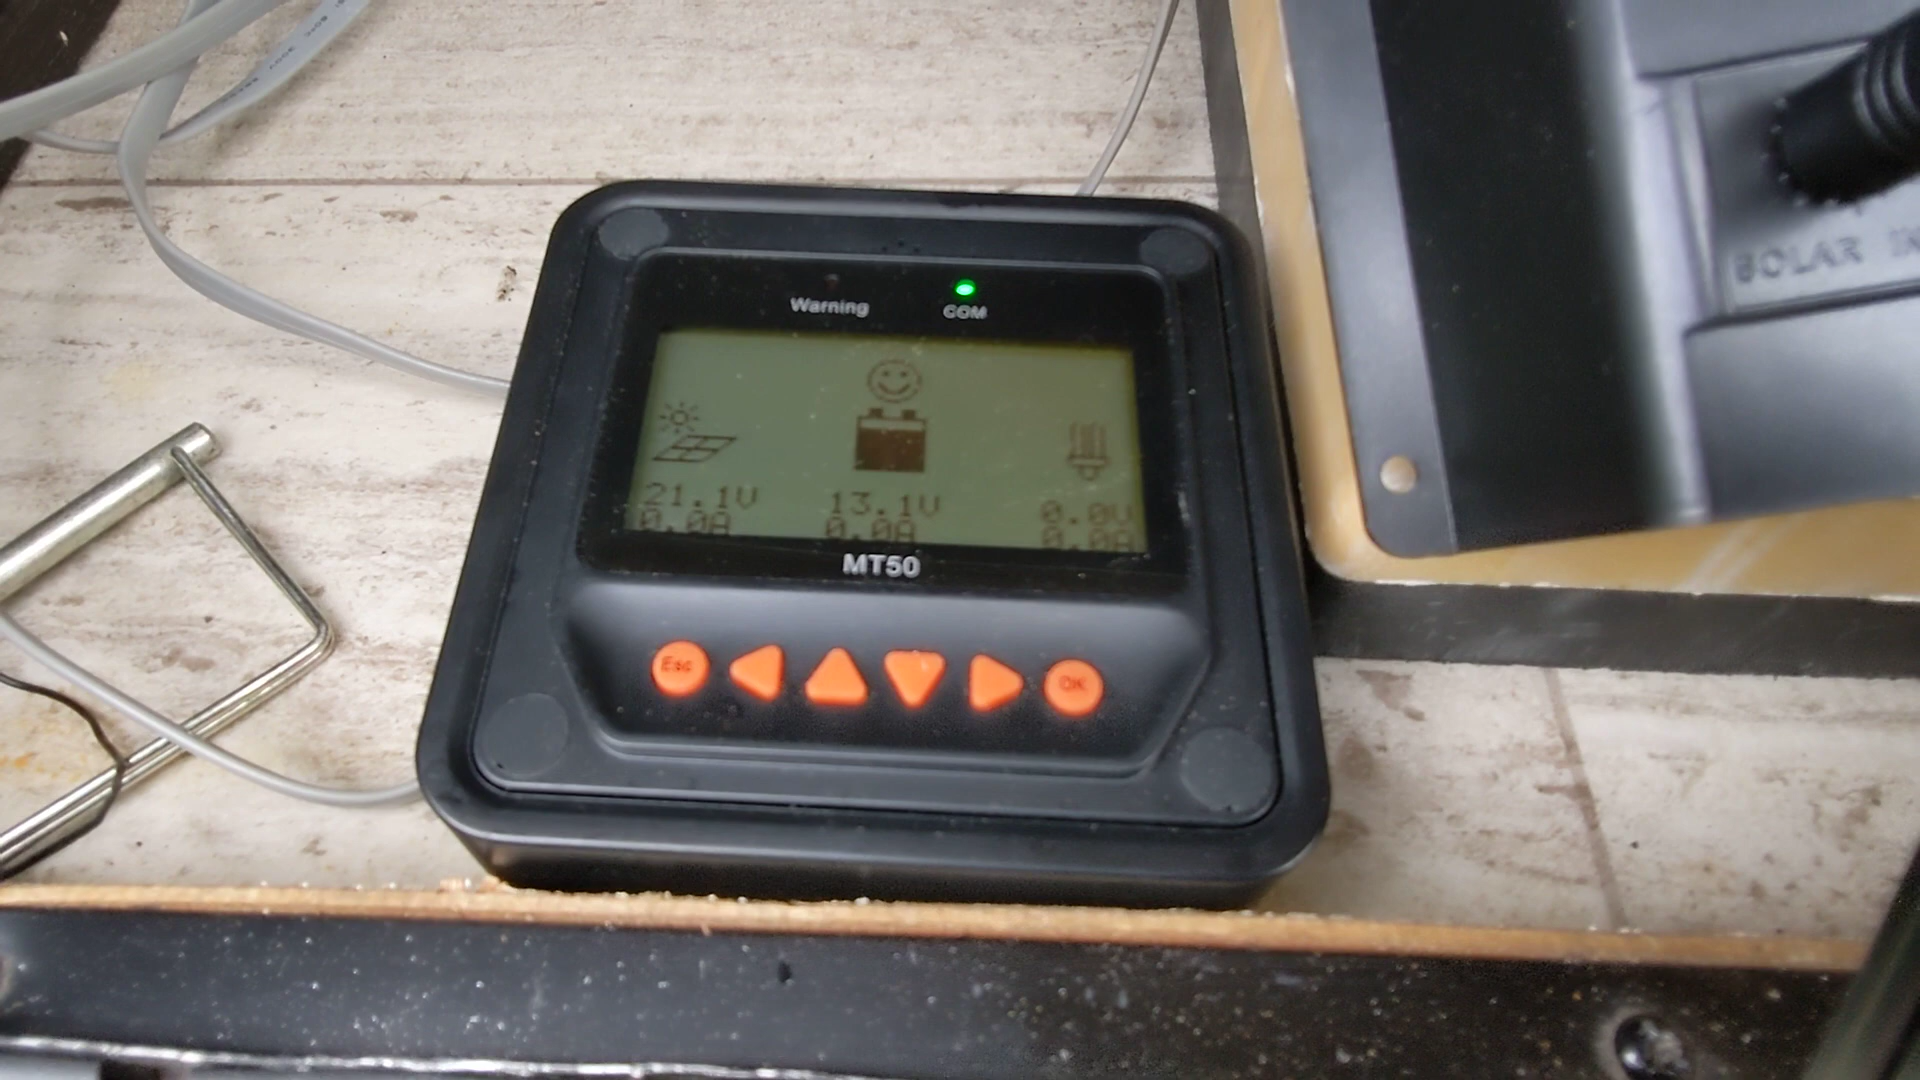 Warning
COM
21.1V
13.1V
0.0V
0.0A
0.0A
0.0A
MT50
Esc
OK
SOLAR